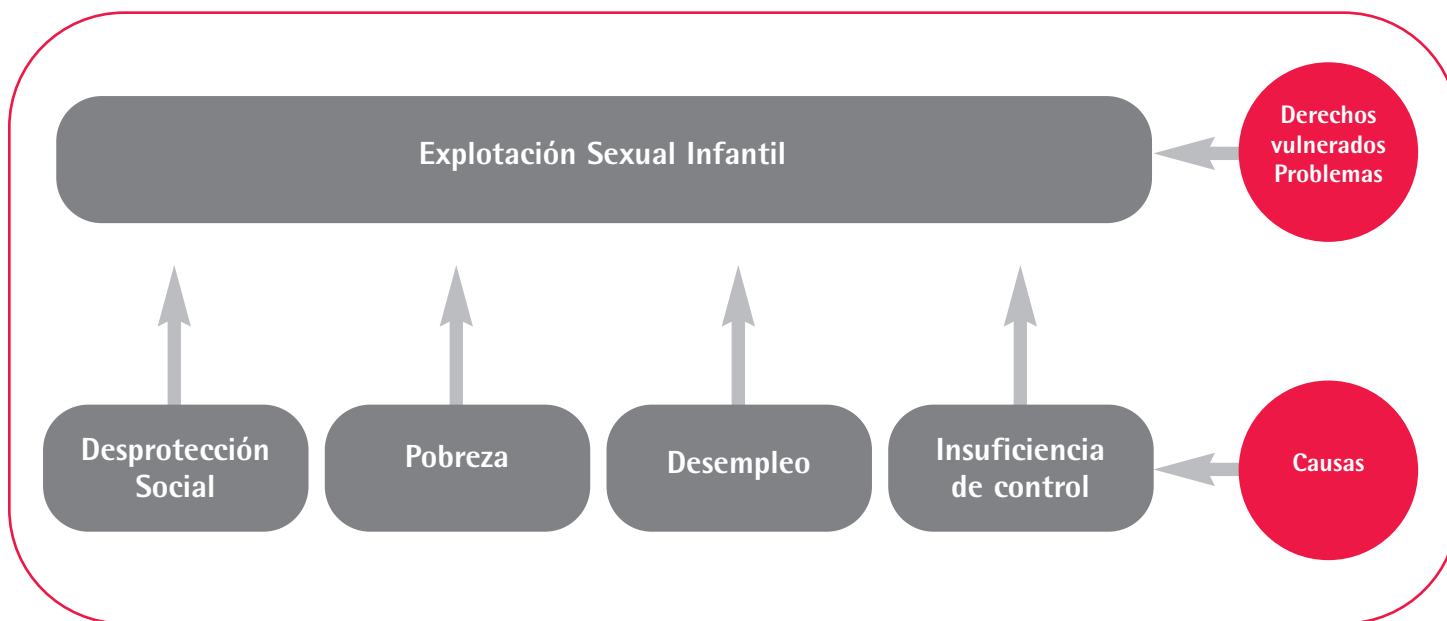 Explotación Sexual Infantil
Derechos
vulnerados
Problemas
Desprotección
Social
Pobreza
Desempleo
Insuficiencia
de control
Causas